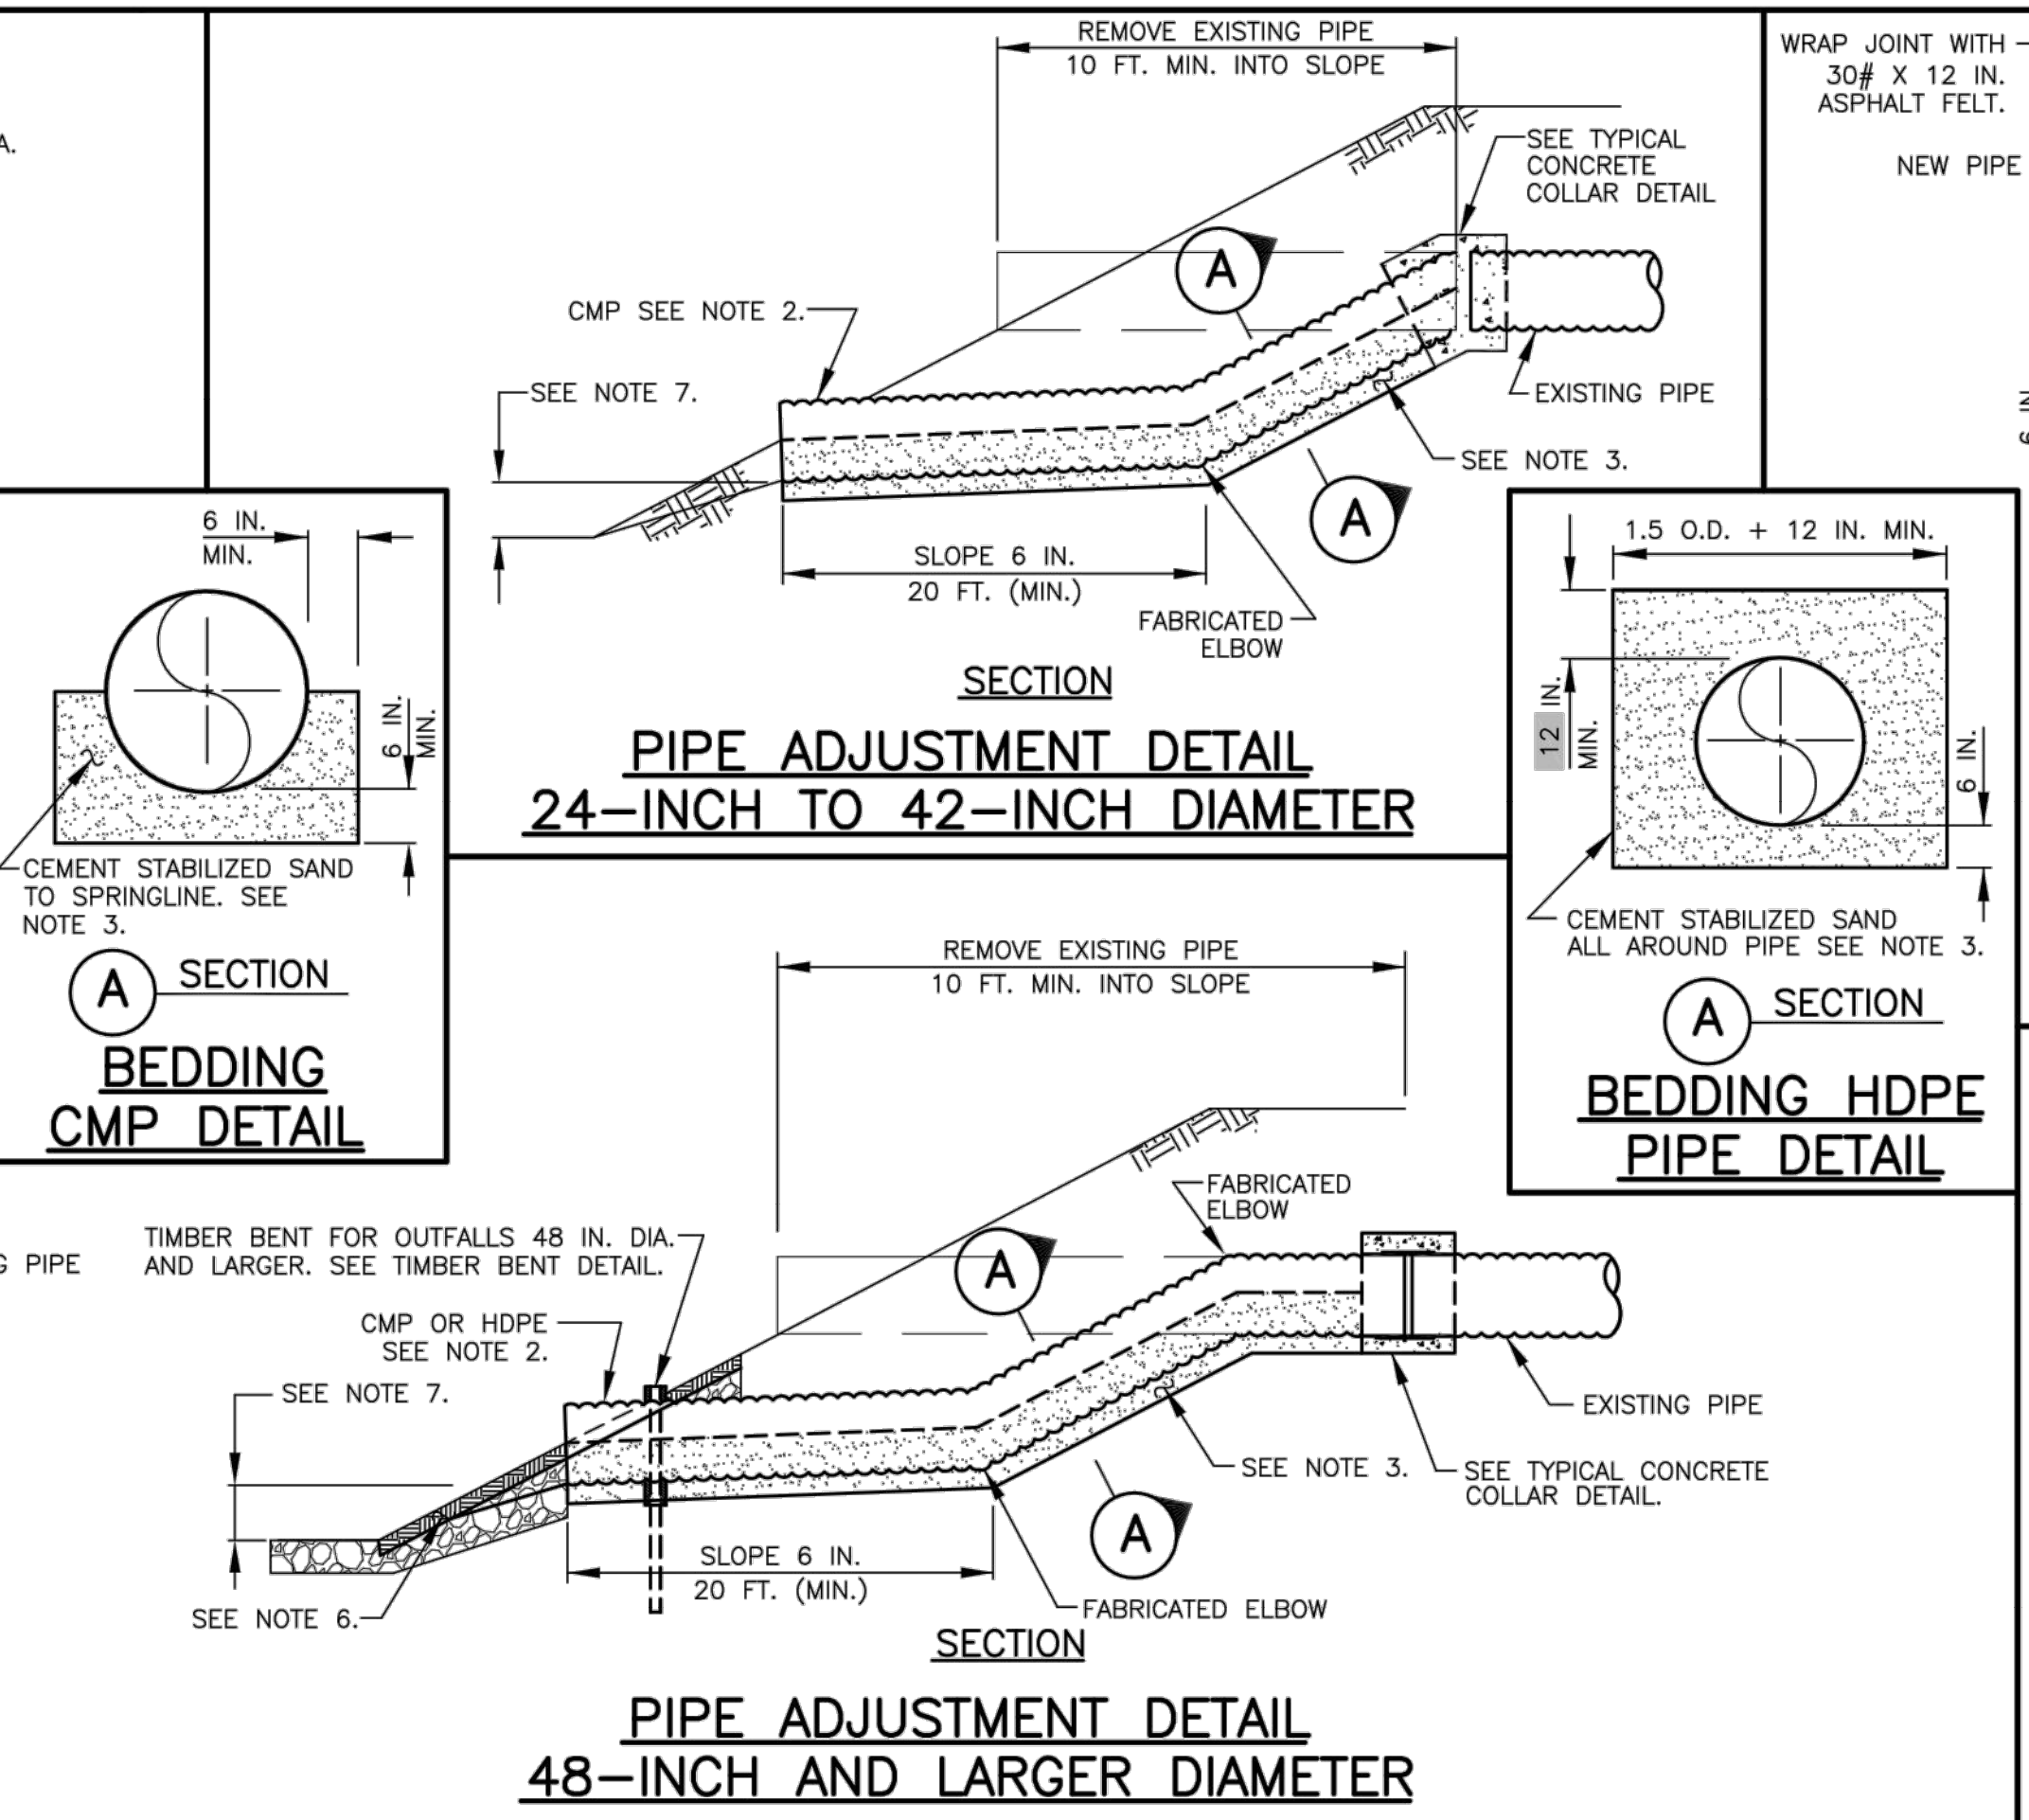 A.
REMOVE EXISTING PIPE
10 FT. MIN. INTO SLOPE
SEE TYPICAL
CONCRETE
COLLAR DETAIL
A
CMP SEE NOTE 2.
SEE NOTE 7.
EXISTING PIPE
SEE NOTE 3.
A
SLOPE 6 IN.
20 FT. (MIN.)
FABRICATED
ELBOW
SECTION
PIPE ADJUSTMENT DETAIL
24-INCH TO 42-INCH DIAMETER
WRAP JOINT WITH
30# X 12 IN.
ASPHALT FELT.
NEW PIPE
6 IN
6 IN.
MIN.
6 IN.
MIN.
CEMENT STABILIZED SAND
TO SPRINGLINE. SEE
NOTE 3.
A SECTION
BEDDING
CMP DETAIL
1.5 O.D. + 12 IN. MIN.
12 IN.
MIN.
6 IN.
CEMENT STABILIZED SAND
ALL AROUND PIPE SEE NOTE 3.
A SECTION
BEDDING HDPE
PIPE DETAIL
REMOVE EXISTING PIPE
10 FT. MIN. INTO SLOPE
FABRICATED
ELBOW
G PIPE
TIMBER BENT FOR OUTFALLS 48 IN. DIA.
AND LARGER. SEE TIMBER BENT DETAIL.
A
CMP OR HDPE
SEE NOTE 2.
SEE NOTE 7.
EXISTING PIPE
SEE NOTE 3.
SEE TYPICAL CONCRETE
COLLAR DETAIL.
A
SLOPE 6 IN.
20 FT. (MIN.)
SEE NOTE 6.
FABRICATED ELBOW
SECTION
PIPE ADJUSTMENT DETAIL
48-INCH AND LARGER DIAMETER